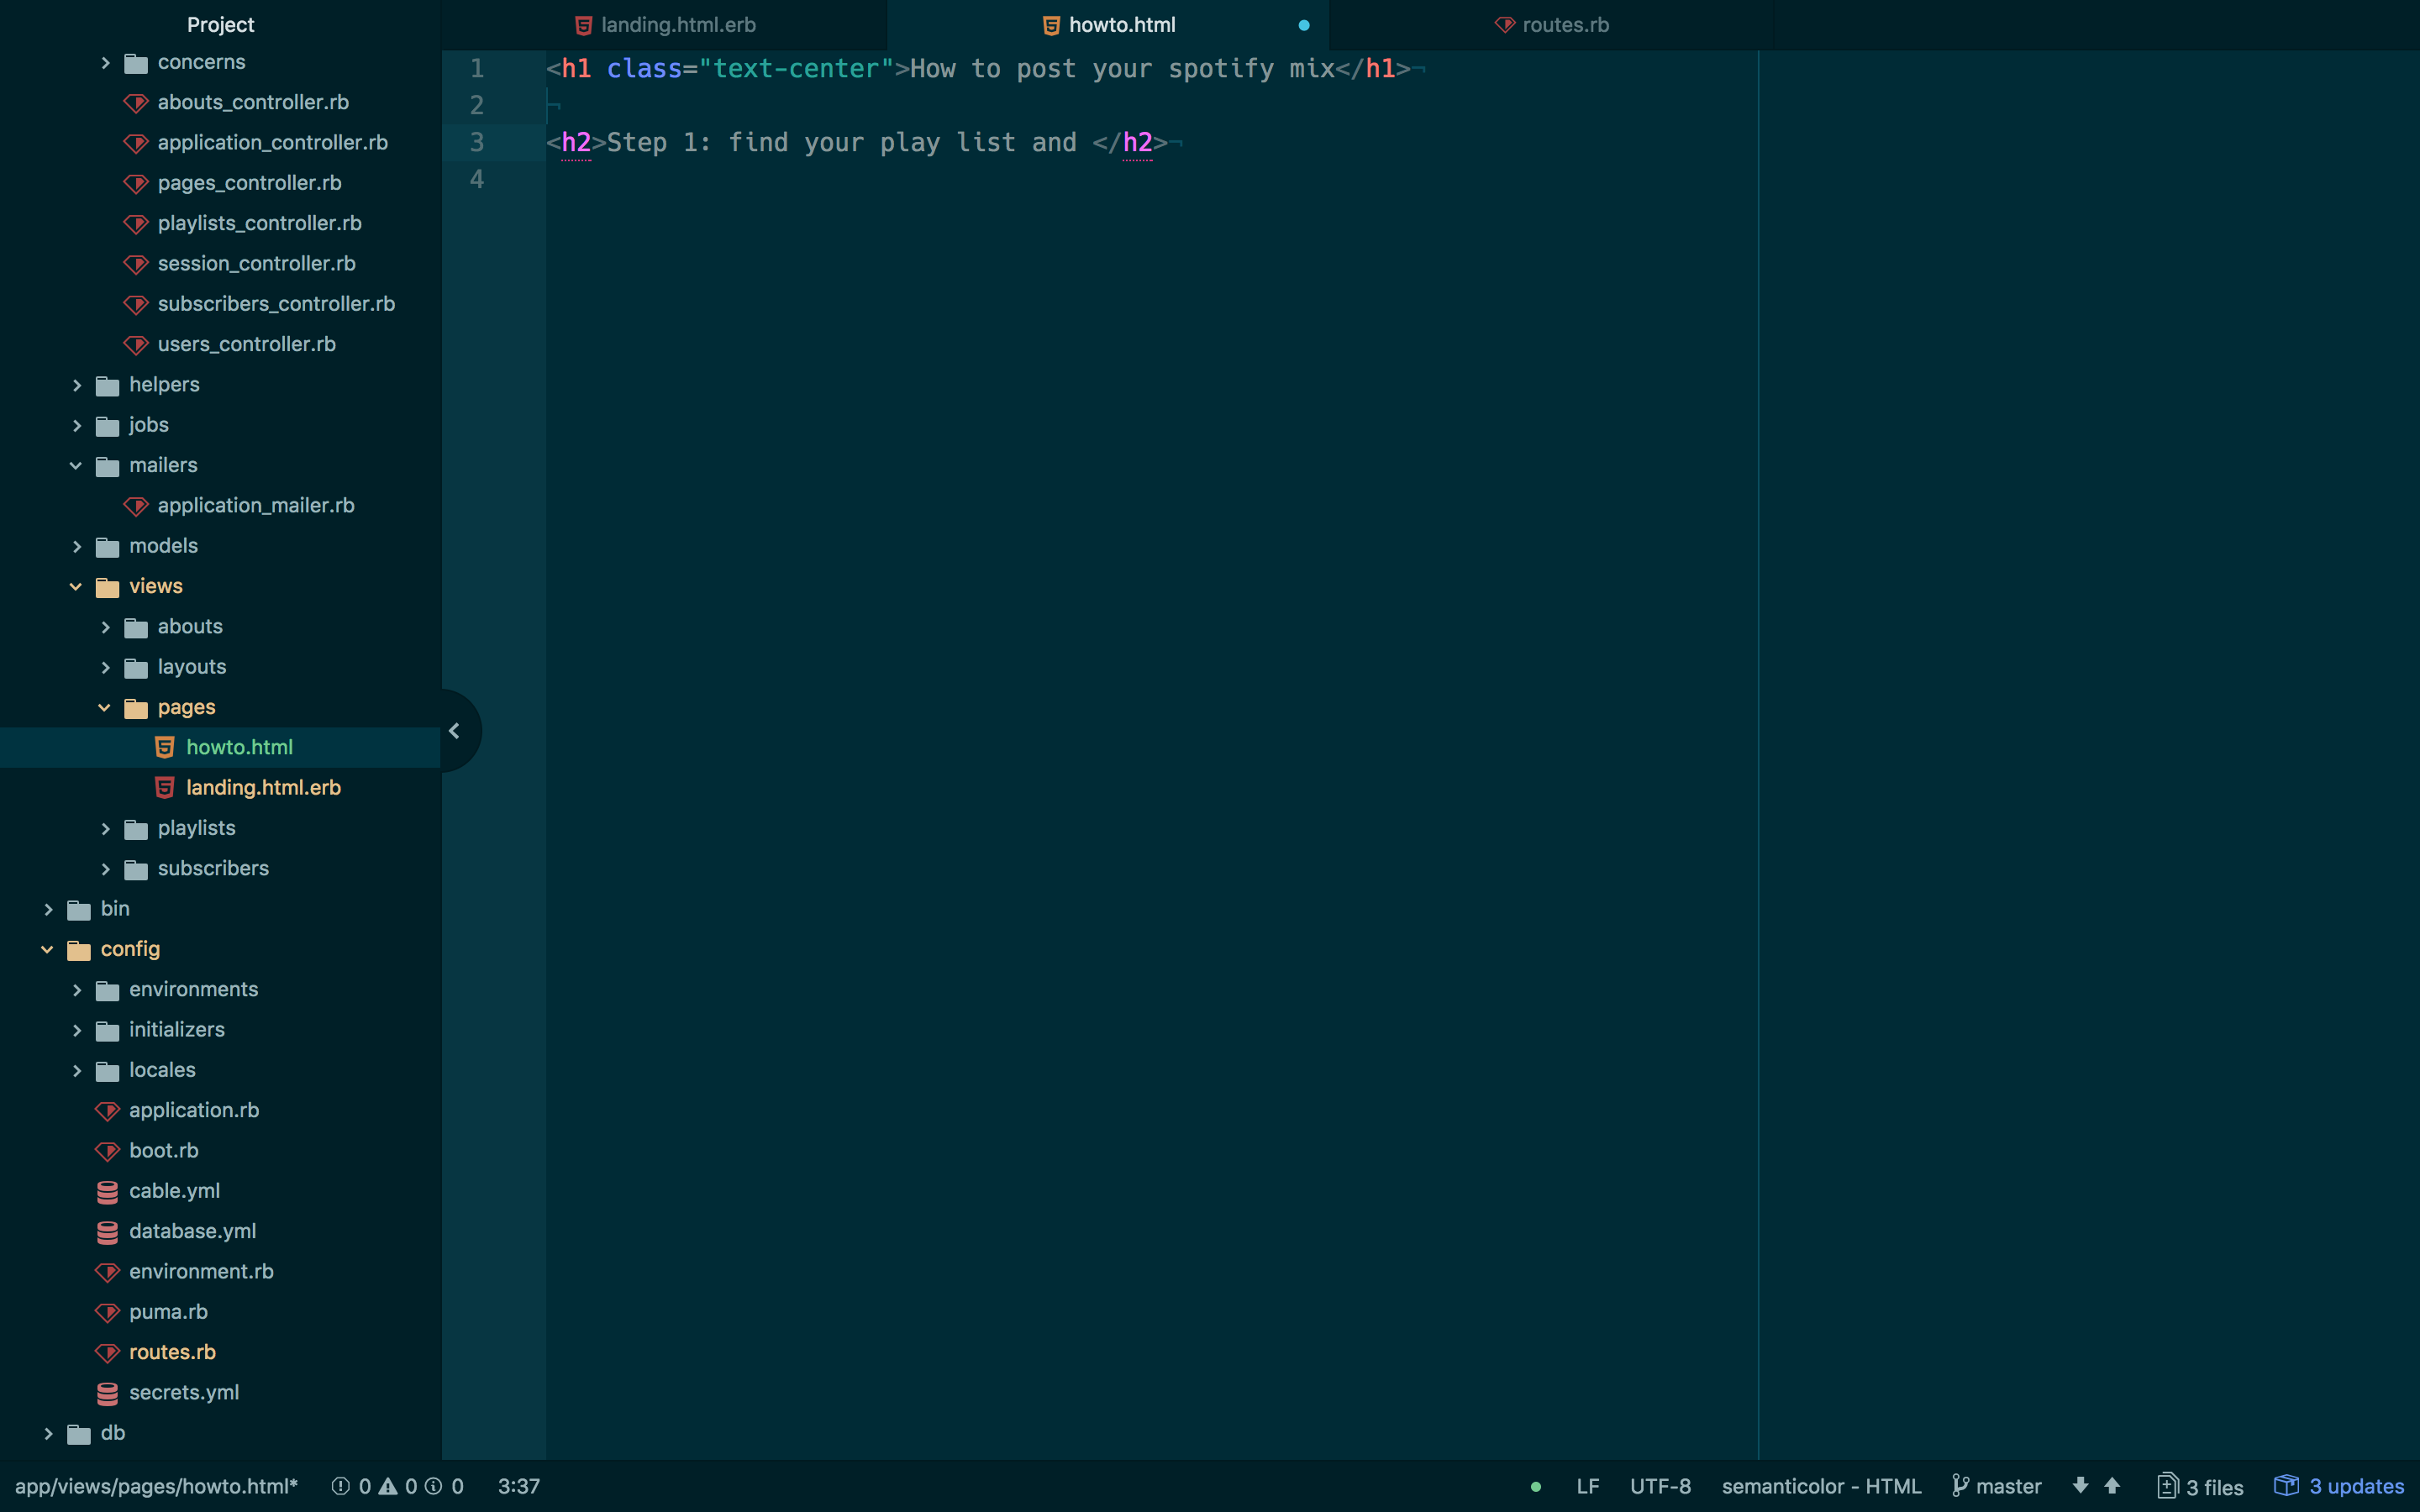 Project
concerns
abouts_controller.rb
application_controller.rb
pages_controller.rb
playlists_controller.rb
session_controller.rb
subscribers_controller.rb
users_controller.rb
helpers
jobs
mailers
application_mailer.rb
models
views
abouts
layouts
pages
howto.html
landing.html.erb
playlists
subscribers
bin
config
environments
initializers
locales
application.rb
boot.rb
cable.yml
database.yml
environment.rb
puma.rb
routes.rb
secrets.yml
db
landing.html.erb howto.html routes.rb
1 <h1 class="text-center">How to post your spotify mix</h1>¬
2 ¬
3 <h2>Step 1: find your play list and </h2>¬
4
app/views/pages/howto.html* 0 0 0 3:37 LF UTF-8 semanticolor - HTML master 3 files 3 updates